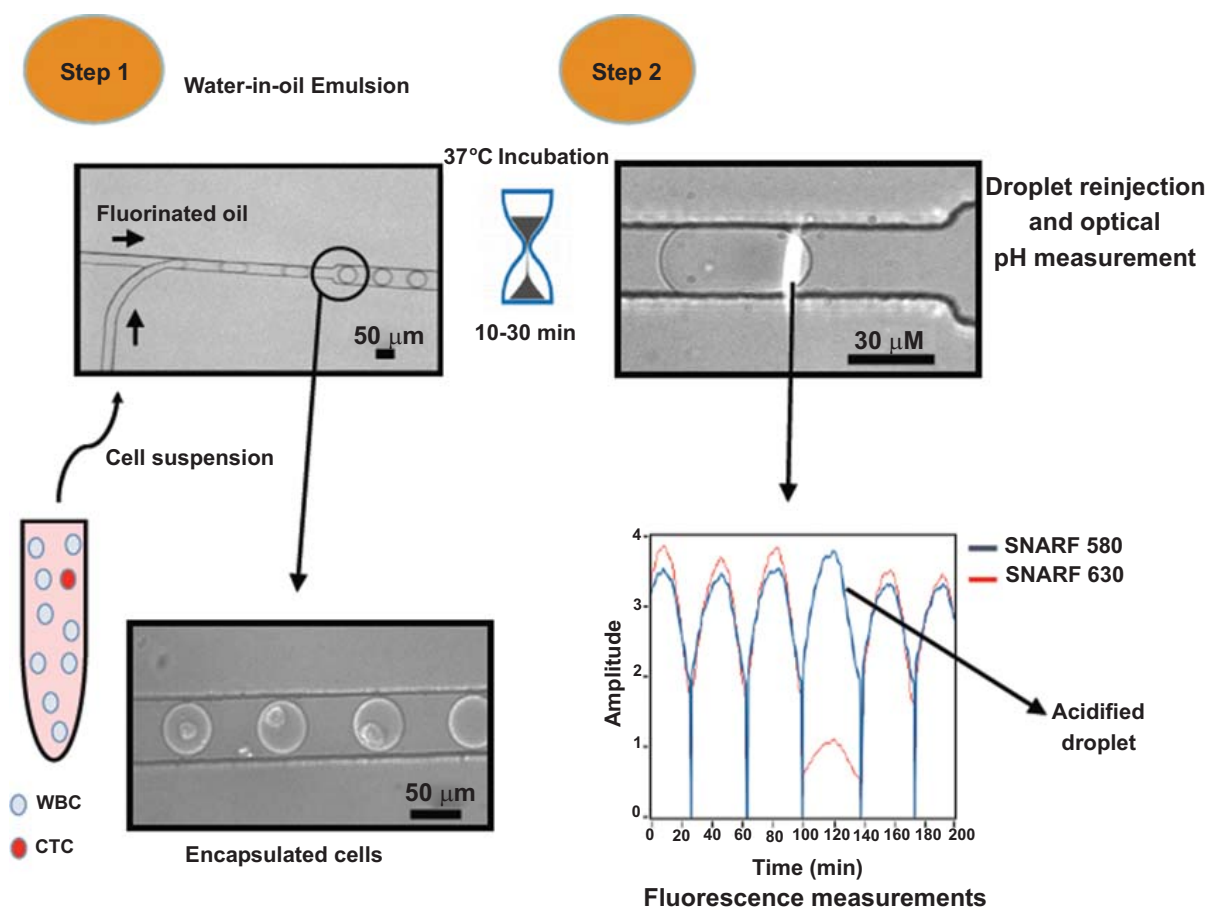 Step 1
Water-in-oil Emulsion
Step 2
37°C Incubation
10-30 min
Fluorinated oil
50 μm
30 μM
Droplet reinjection
and optical
pH measurement
Cell suspension
WBC
CTC
50 μm
Encapsulated cells
4
3
2
1
0
Amplitude
0 20 40 60 80 100 120 140 160 180 200
Time (min)
SNARF 580
SNARF 630
Acidified
droplet
Fluorescence measurements